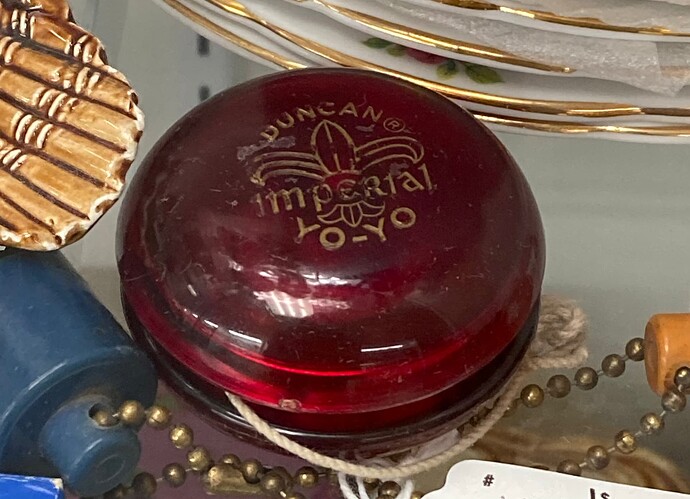 DUNCAN®
imperial
YO-YO
#